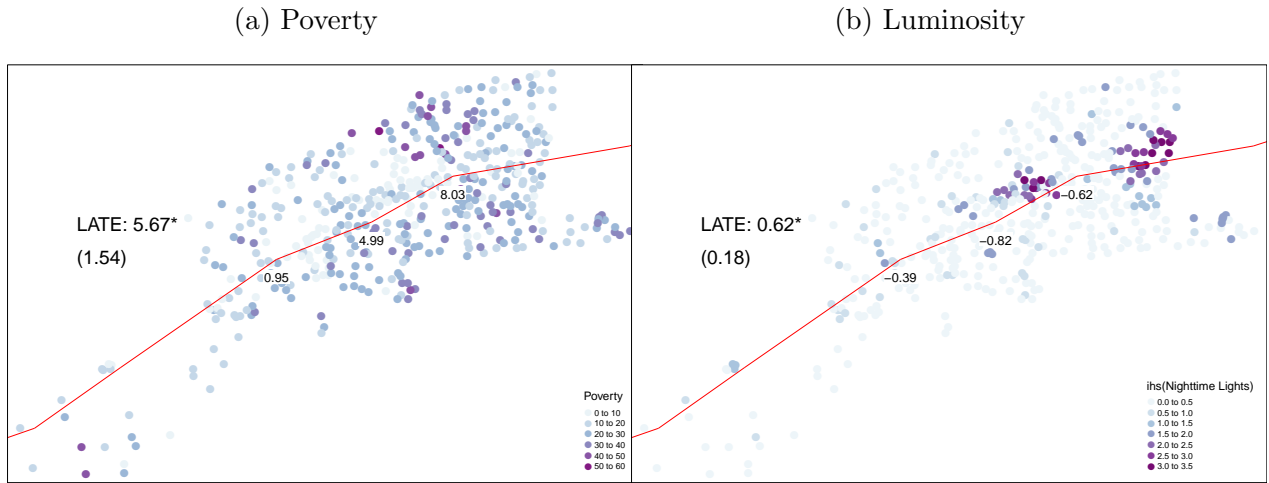 (a) Poverty
LATE: 5.67*
(1.54)
8.03
4.99
0.95
Poverty
0 to 10
10 to 20
20 to 30
30 to 40
40 to 50
50 to 60
(b) Luminosity
LATE: 0.62*
(0.18)
−0.62
−0.82
−0.39
ihs(Nighttime Lights)
0.0 to 0.5
0.5 to 1.0
1.0 to 1.5
1.5 to 2.0
2.0 to 2.5
2.5 to 3.0
3.0 to 3.5